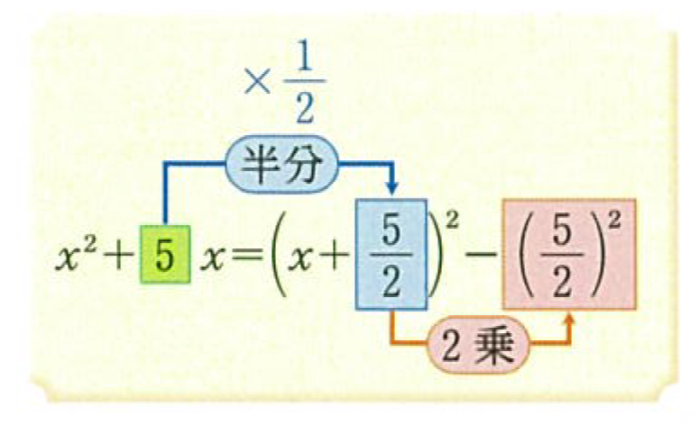 × 1/2
半分
x² + 5 x = (x + 5/2)² − (5/2)²
2 乗